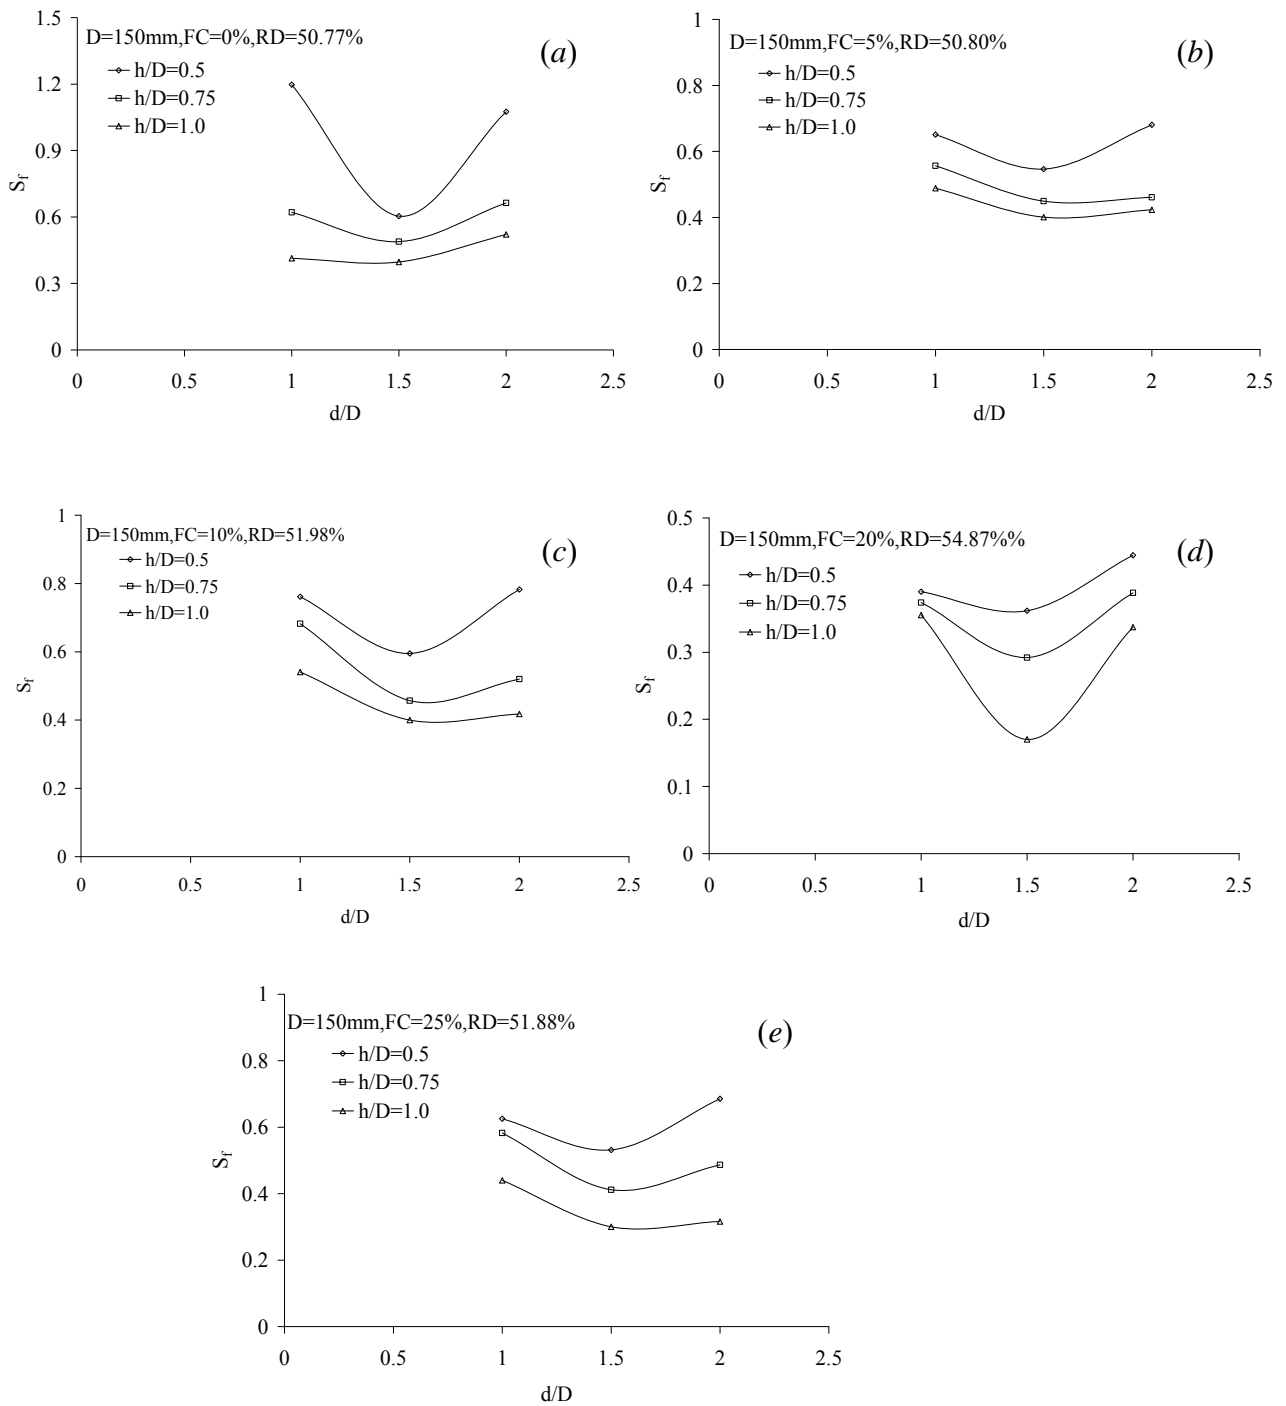 D=150mm,FC=0%,RD=50.77%
(a)
h/D=0.5
h/D=0.75
h/D=1.0
1.5
1.2
0.9
0.6
0.3
0
S_f
0 0.5 1 1.5 2 2.5
d/D
D=150mm,FC=5%,RD=50.80%
(b)
h/D=0.5
h/D=0.75
h/D=1.0
1
0.8
0.6
0.4
0.2
0
S_f
0 0.5 1 1.5 2 2.5
d/D
D=150mm,FC=10%,RD=51.98%
(c)
h/D=0.5
h/D=0.75
h/D=1.0
1
0.8
0.6
0.4
0.2
0
S_f
0 0.5 1 1.5 2 2.5
d/D
D=150mm,FC=20%,RD=54.87%%
(d)
h/D=0.5
h/D=0.75
h/D=1.0
0.5
0.4
0.3
0.2
0.1
0
S_f
0 0.5 1 1.5 2 2.5
d/D
D=150mm,FC=25%,RD=51.88%
(e)
h/D=0.5
h/D=0.75
h/D=1.0
1
0.8
0.6
0.4
0.2
0
S_f
0 0.5 1 1.5 2 2.5
d/D